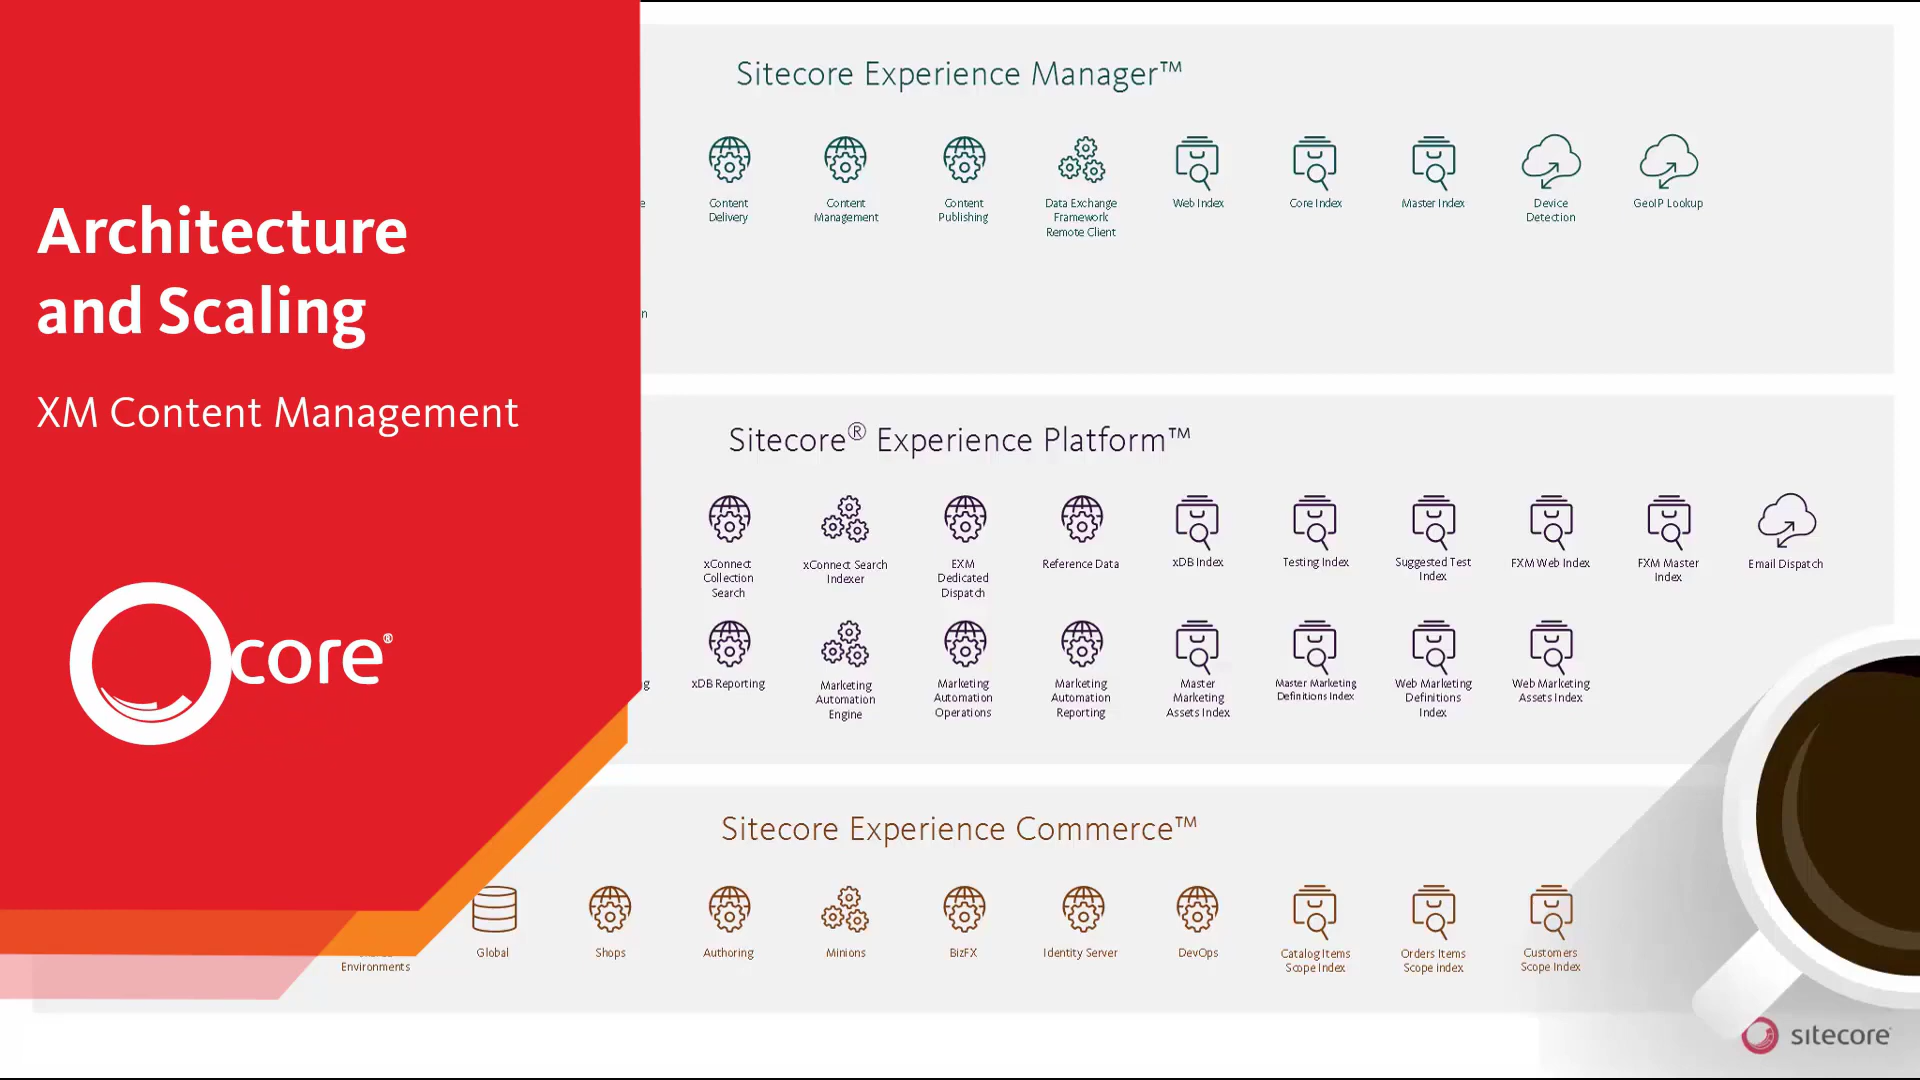 Architecture
and Scaling
XM Content Management
core®
Sitecore Experience Manager™
Content
Delivery
Content
Management
Content
Publishing
Data Exchange
Framework
Remote Client
Web Index
Core Index
Master Index
Device
Detection
GeoIP Lookup
Sitecore® Experience Platform™
xConnect
Collection
Search
xConnect Search
Indexer
EXM
Dedicated
Dispatch
Reference Data
xDB Index
Testing Index
Suggested Test
Index
FXM Web Index
FXM Master
Index
Email Dispatch
xDB Reporting
Marketing
Automation
Engine
Marketing
Automation
Operations
Marketing
Automation
Reporting
Master
Marketing
Assets Index
Master Marketing
Definitions Index
Web Marketing
Definitions
Index
Web Marketing
Assets Index
Sitecore Experience Commerce™
Environments
Global
Shops
Authoring
Minions
BizFX
Identity Server
DevOps
Catalog Items
Scope Index
Orders Items
Scope index
Customers
Scope Index
sitecore